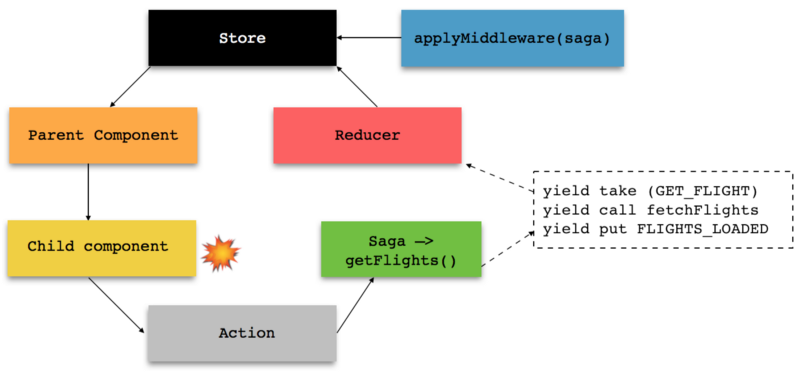 Store
applyMiddleware(saga)
Parent Component
Reducer
yield take (GET_FLIGHT)
yield call fetchFlights
yield put FLIGHTS_LOADED
Child component
Saga —>
getFlights()
Action